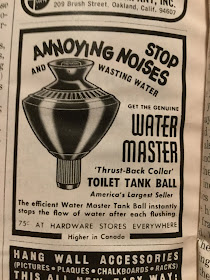 209 Brush Street, Oakland, Calif. 94607
STOP
ANNOYING NOISES
AND WASTING WATER
GET THE GENUINE
WATER
MASTER
'Thrust-Back Collar'
TOILET TANK BALL
America's Largest Seller
The efficient Water Master Tank Ball instantly
stops the flow of water after each flushing.
75¢ AT HARDWARE STORES EVERYWHERE
Higher in Canada
HANG WALL ACCESSORIES
(PICTURES • PLAQUES • CHALKBOARDS • RACKS)